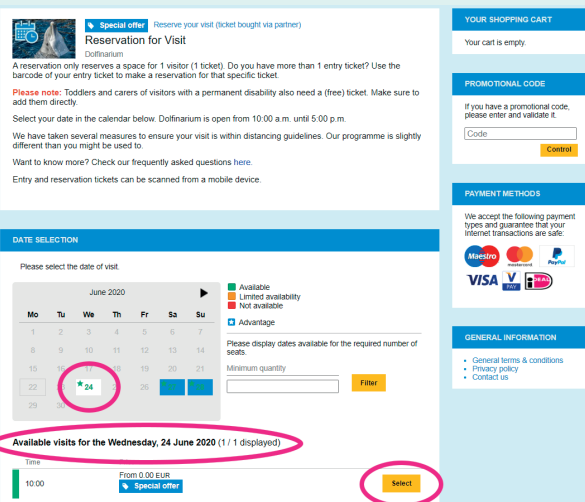 Special offer Reserve your visit (ticket bought via partner)
Reservation for Visit
Dolfinarium
A reservation only reserves a space for 1 visitor (1 ticket). Do you have more than 1 entry ticket? Use the
barcode of your entry ticket to make a reservation for that specific ticket.
Please note: Toddlers and carers of visitors with a permanent disability also need a (free) ticket. Make sure to
add them directly.
Select your date in the calendar below. Dolfinarium is open from 10:00 a.m. until 5:00 p.m.
We have taken several measures to ensure your visit is within distancing guidelines. Our programme is slightly
different than you might be used to.
Want to know more? Check our frequently asked questions here.
Entry and reservation tickets can be scanned from a mobile device.
YOUR SHOPPING CART
Your cart is empty.
PROMOTIONAL CODE
If you have a promotional code,
please enter and validate it.
Code
Control
PAYMENT METHODS
We accept the following payment
types and guarantee that your
Internet transactions are safe:
Maestro mastercard PayPal
VISA V PAY iDEAL
GENERAL INFORMATION
General terms & conditions
Privacy policy
Contact us
DATE SELECTION
Please select the date of visit.
June 2020
Mo Tu We Th Fr Sa Su
1 2 3 4 5 6 7
8 9 10 11 12 13 14
15 16 17 18 19 20 21
22 24 26
29 30
Available
Limited availability
Not available
Advantage
Please display dates available for the required number of
seats.
Minimum quantity
Filter
Available visits for the Wednesday, 24 June 2020 (1 / 1 displayed)
Time
10:00
From 0.00 EUR
Special offer
Select